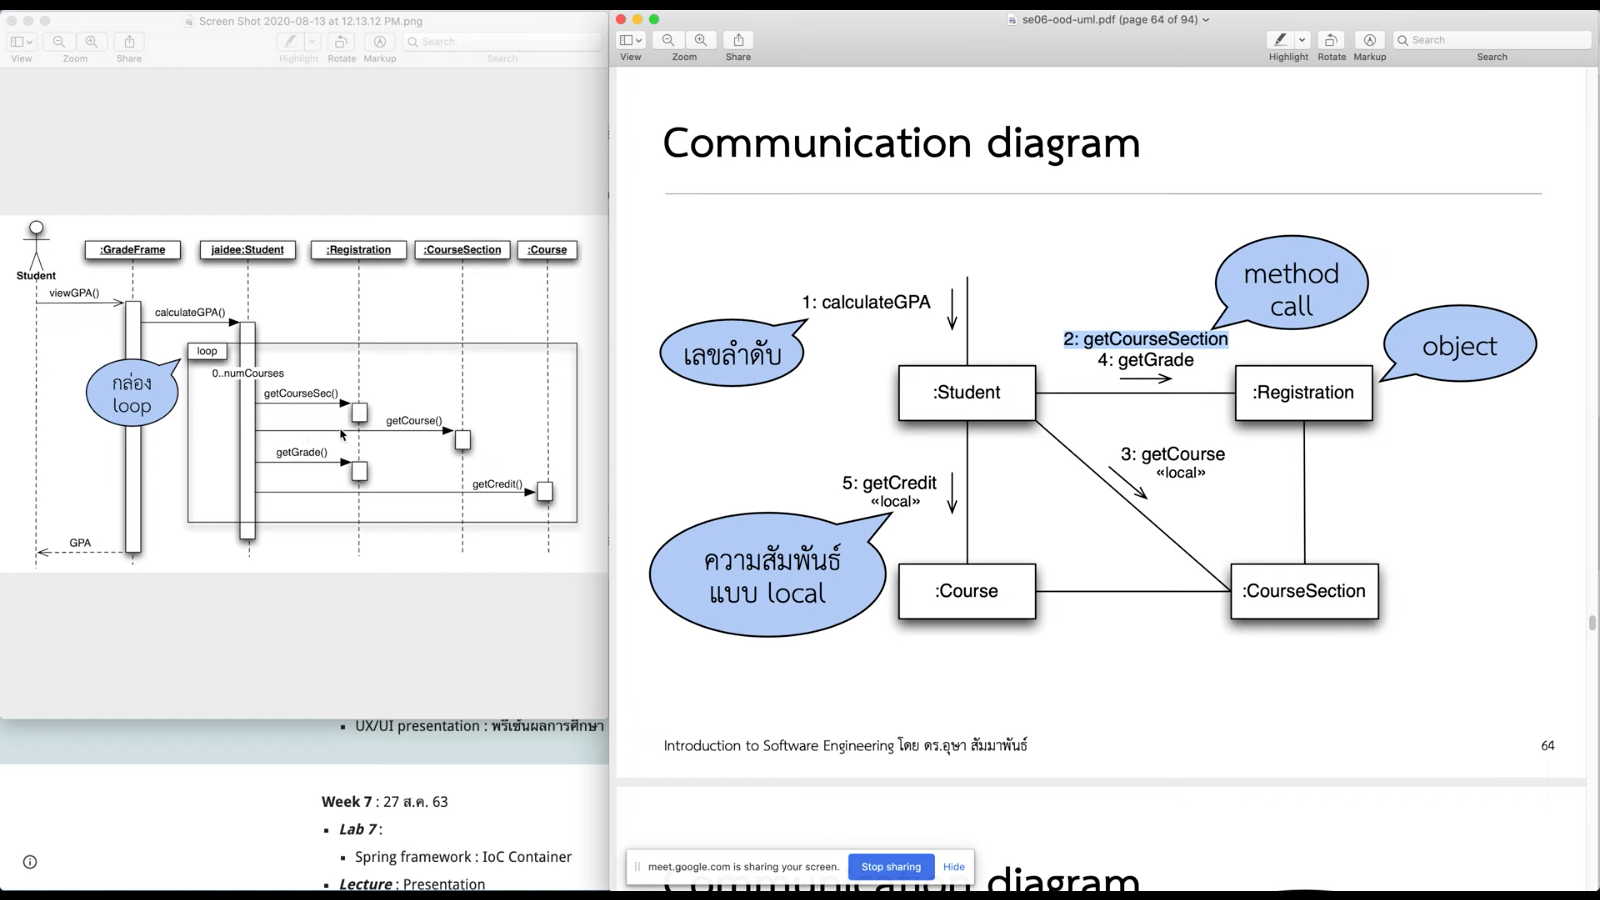 Screen Shot 2020-08-13 at 12.13.12 PM.png
View
Zoom
Share
Highlight
Rotate
Markup
Search
Search
Student
:GradeFrame
jaidee:Student
:Registration
:CourseSection
:Course
viewGPA()
calculateGPA()
loop
0..numCourses
กล่อง
loop
getCourseSec()
getCourse()
getGrade()
getCredit()
GPA
▪ UX/UI presentation : พรีเซ้นผลการศึกษา
Week 7 : 27 ส.ค. 63
▪ Lab 7 :
▪ Spring framework : IoC Container
▪ Lecture : Presentation
se06-ood-uml.pdf (page 64 of 94)
View
Zoom
Share
Highlight
Rotate
Markup
Search
Search
Communication diagram
1: calculateGPA
เลขลำดับ
method
call
2: getCourseSection
4: getGrade
object
:Student
:Registration
3: getCourse
«local»
5: getCredit
«local»
ความสัมพันธ์
แบบ local
:Course
:CourseSection
Introduction to Software Engineering โดย ดร.อุษา สัมมาพันธ์
64
meet.google.com is sharing your screen.
Stop sharing
Hide
Communication diagram